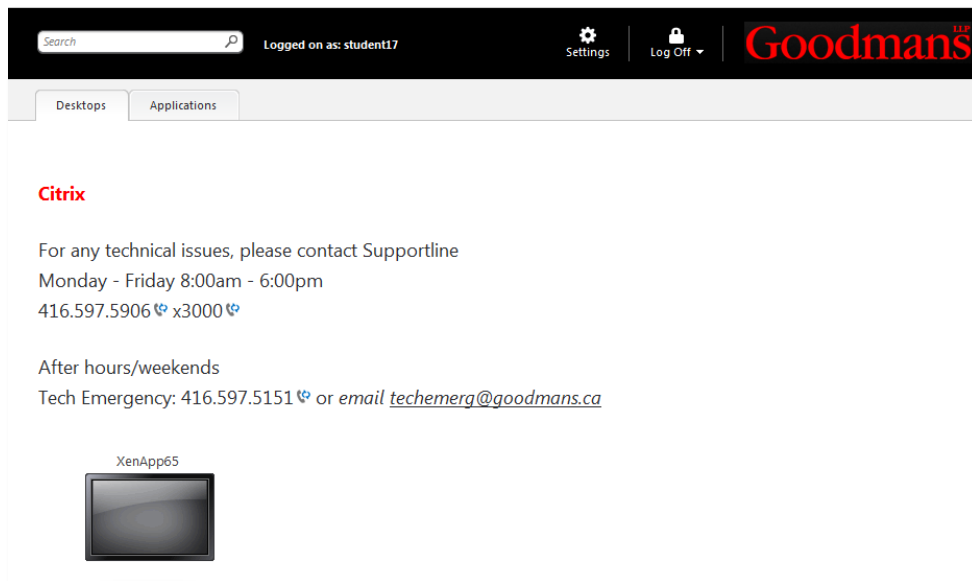 Search
Logged on as: student17
Settings
Log Off
Goodmans LLP
Desktops
Applications
Citrix
For any technical issues, please contact Supportline
Monday - Friday 8:00am - 6:00pm
416.597.5906 x3000
After hours/weekends
Tech Emergency: 416.597.5151 or email techemerg@goodmans.ca
XenApp65